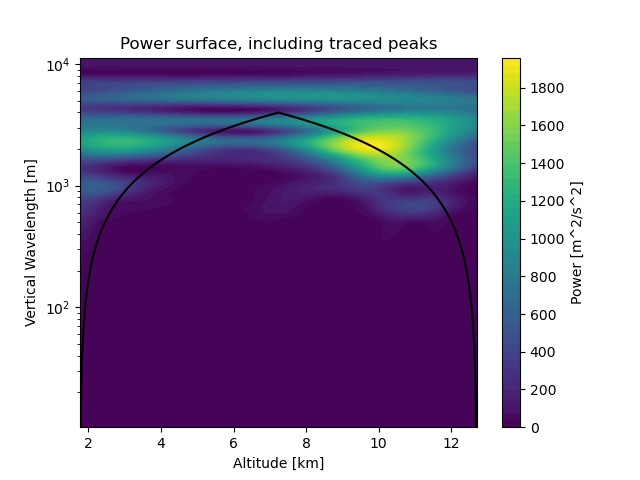 Power surface, including traced peaks
10^4
10^3
10^2
Vertical Wavelength [m]
2 4 6 8 10 12
Altitude [km]
1800
1600
1400
1200
1000
800
600
400
200
0
Power [m^2/s^2]